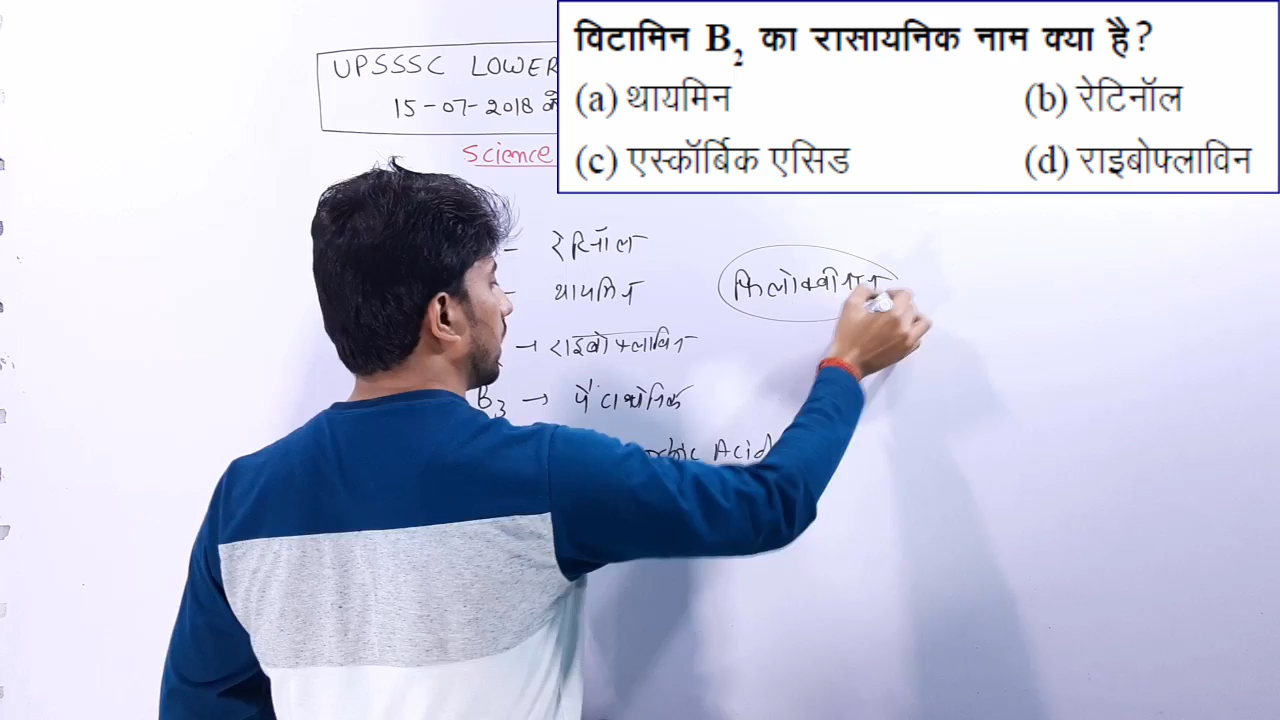 विटामिन B2 का रासायनिक नाम क्या है?
(a) थायमिन (b) रेटिनॉल
(c) एस्कॉर्बिक एसिड (d) राइबोफ्लाविन
UPSSSC LOWER
15-07-2018
Science
- रेटिनॉल
- थायमिन
→ राइबोफ्लाविन
B3 → पैंटाथेनिक
Acid